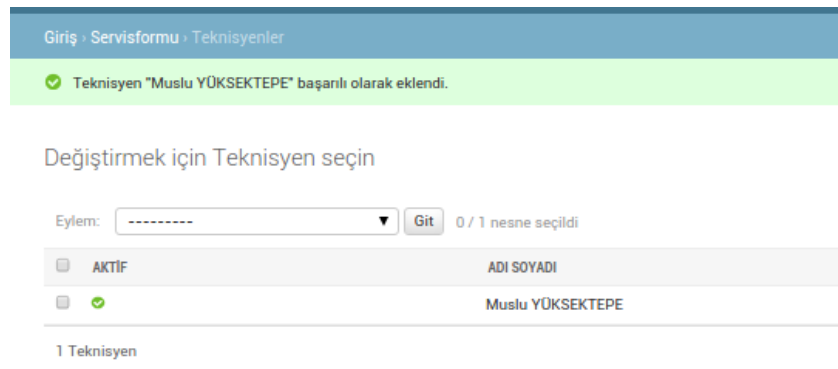 Giriş › Servisformu › Teknisyenler
Teknisyen "Muslu YÜKSEKTEPE" başarılı olarak eklendi.
Değiştirmek için Teknisyen seçin
Eylem: --------- Git 0 / 1 nesne seçildi
AKTİF ADI SOYADI
Muslu YÜKSEKTEPE
1 Teknisyen